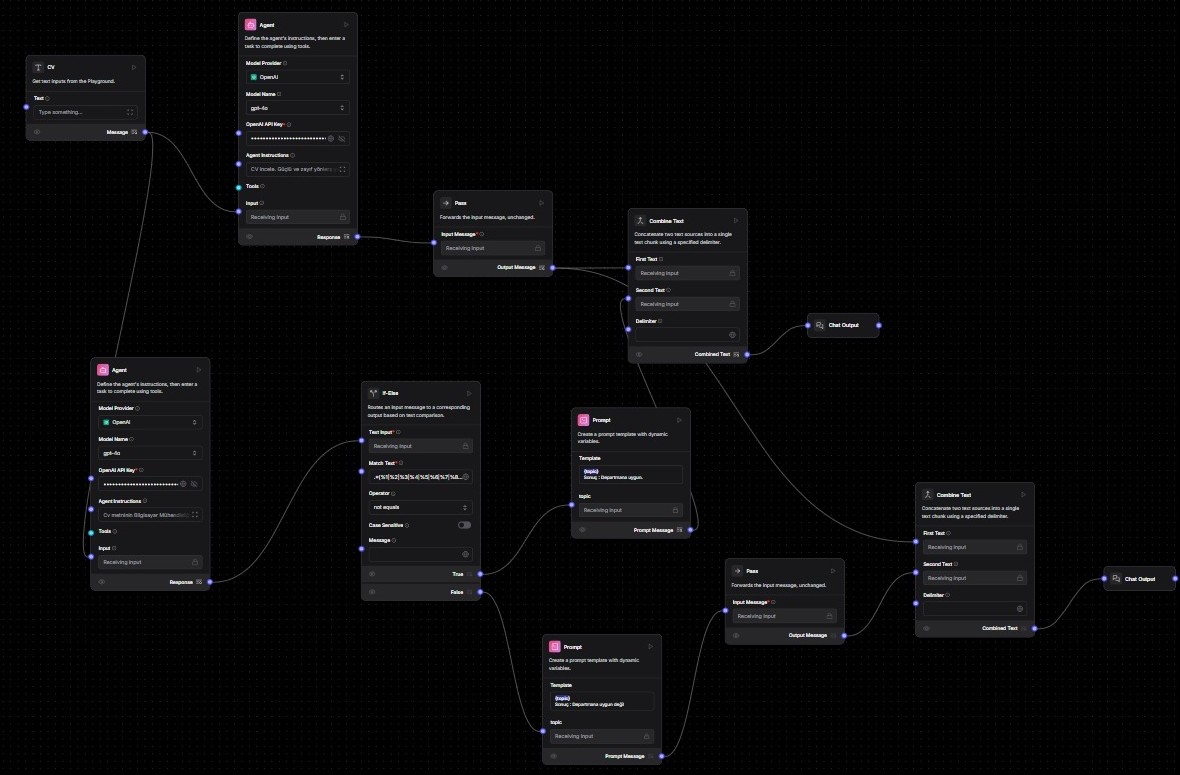 CV
Get text inputs from the Playground.
Text
Type something...
Message
Agent
Define the agent's instructions, then enter a
task to complete using tools.
Model Provider
OpenAI
Model Name
gpt-4o
OpenAI API Key*
Agent Instructions
CV incele. Güçlü ve zayıf yönlerini
Tools
Input
Receiving input
Response
Pass
Forwards the input message, unchanged.
Input Message*
Receiving input
Output Message
Combine Text
Concatenate two text sources into a single
text chunk using a specified delimiter.
First Text
Receiving input
Second Text
Receiving input
Delimiter
Combined Text
Chat Output
Agent
Define the agent's instructions, then enter a
task to complete using tools.
Model Provider
OpenAI
Model Name
gpt-4o
OpenAI API Key*
Agent Instructions
Cv metninin Bilgisayar Mühendisl
Tools
Input
Receiving input
Response
If-Else
Routes an input message to a corresponding
output based on text comparison.
Text Input*
Receiving input
Match Text*
.*(%1|%2|%3|%4|%5|%6|%7|%8...
Operator
not equals
Case Sensitive
Message
True
False
Prompt
Create a prompt template with dynamic
variables.
Template
{topic}
Sonuç : Departmana uygun.
topic
Receiving input
Prompt Message
Prompt
Create a prompt template with dynamic
variables.
Template
{topic}
Sonuç : Departmana uygun değil
topic
Receiving input
Prompt Message
Pass
Forwards the input message, unchanged.
Input Message*
Receiving input
Output Message
Combine Text
Concatenate two text sources into a single
text chunk using a specified delimiter.
First Text
Receiving input
Second Text
Receiving input
Delimiter
Combined Text
Chat Output